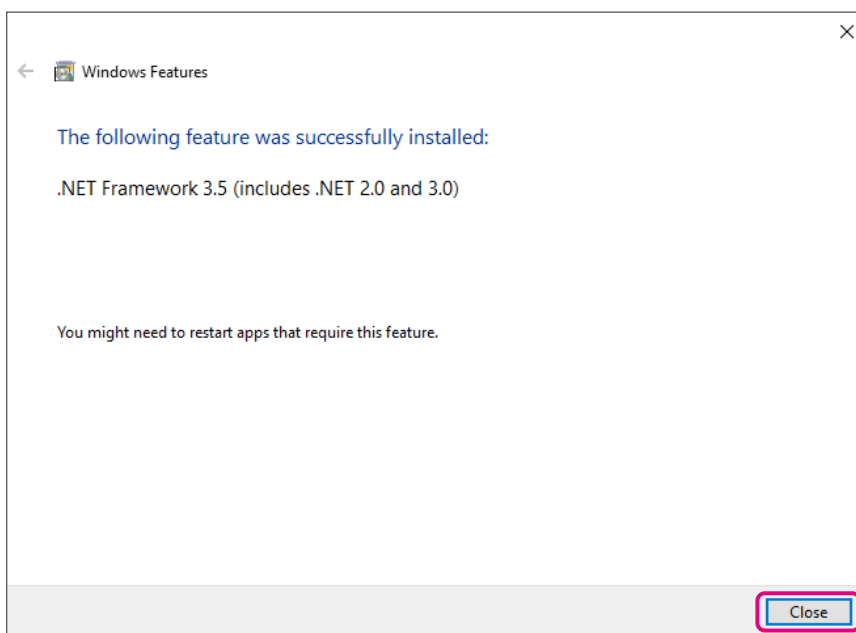 Windows Features
The following feature was successfully installed:
.NET Framework 3.5 (includes .NET 2.0 and 3.0)
You might need to restart apps that require this feature.
Close